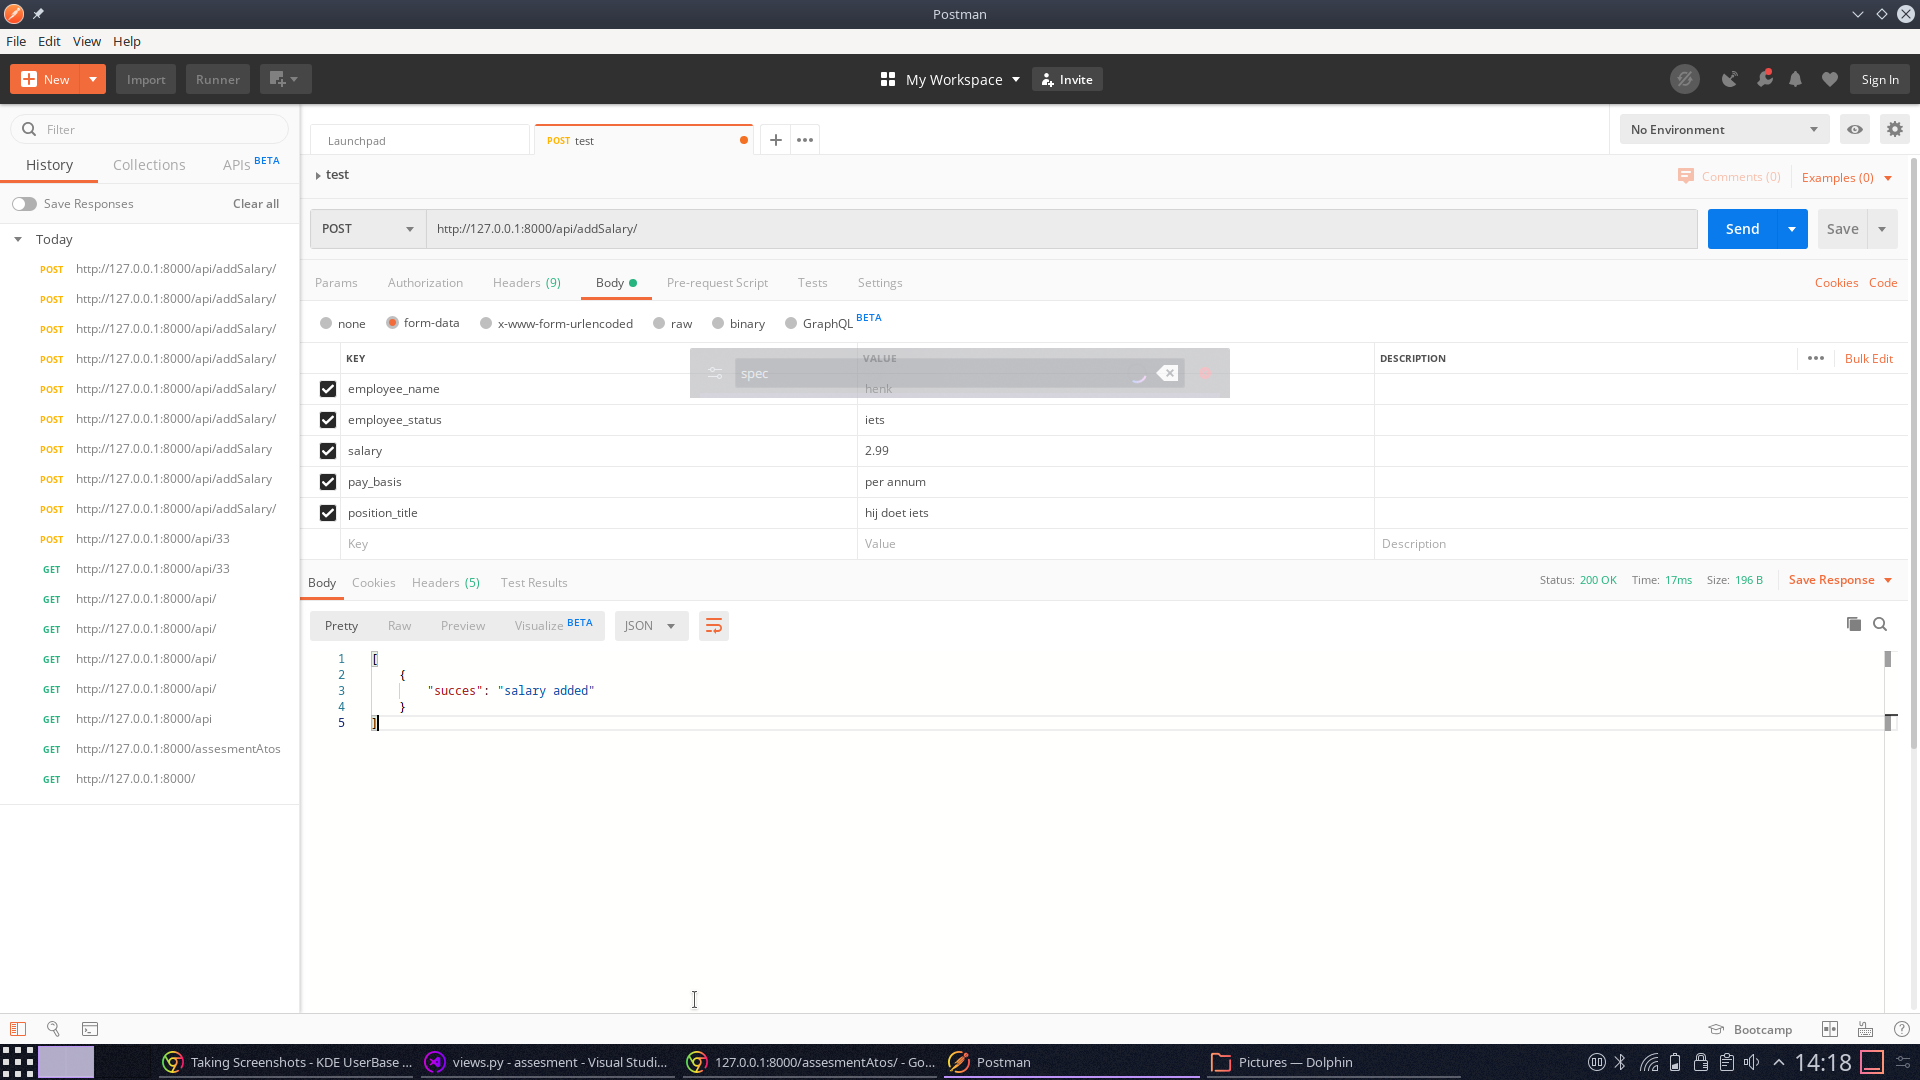 Postman
File Edit View Help
New Import Runner My Workspace Invite Sign In
Filter
History Collections APIs BETA
Save Responses Clear all
Today
POST http://127.0.0.1:8000/api/addSalary/
POST http://127.0.0.1:8000/api/addSalary/
POST http://127.0.0.1:8000/api/addSalary/
POST http://127.0.0.1:8000/api/addSalary/
POST http://127.0.0.1:8000/api/addSalary/
POST http://127.0.0.1:8000/api/addSalary/
POST http://127.0.0.1:8000/api/addSalary
POST http://127.0.0.1:8000/api/addSalary
POST http://127.0.0.1:8000/api/addSalary/
POST http://127.0.0.1:8000/api/33
GET http://127.0.0.1:8000/api/33
GET http://127.0.0.1:8000/api/
GET http://127.0.0.1:8000/api/
GET http://127.0.0.1:8000/api/
GET http://127.0.0.1:8000/api/
GET http://127.0.0.1:8000/api
GET http://127.0.0.1:8000/assesmentAtos
GET http://127.0.0.1:8000/
Launchpad POST test No Environment
test Comments (0) Examples (0)
POST http://127.0.0.1:8000/api/addSalary/ Send Save
Params Authorization Headers (9) Body Pre-request Script Tests Settings Cookies Code
none form-data x-www-form-urlencoded raw binary GraphQL BETA
KEY VALUE DESCRIPTION Bulk Edit
spec
employee_name henk
employee_status iets
salary 2.99
pay_basis per annum
position_title hij doet iets
Key Value Description
Body Cookies Headers (5) Test Results Status: 200 OK Time: 17ms Size: 196 B Save Response
Pretty Raw Preview Visualize BETA JSON
1 [
2 {
3 "succes": "salary added"
4 }
5 ]
Bootcamp
Taking Screenshots - KDE UserBase ... views.py - assesment - Visual Studi... 127.0.0.1:8000/assesmentAtos/ - Go... Postman Pictures — Dolphin 14:18